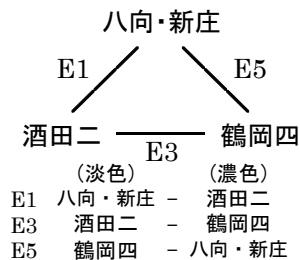 八向・新庄
E1 E5
酒田二 鶴岡四
E3
(淡色) (濃色)
E1 八向・新庄 - 酒田二
E3 酒田二 - 鶴岡四
E5 鶴岡四 - 八向・新庄